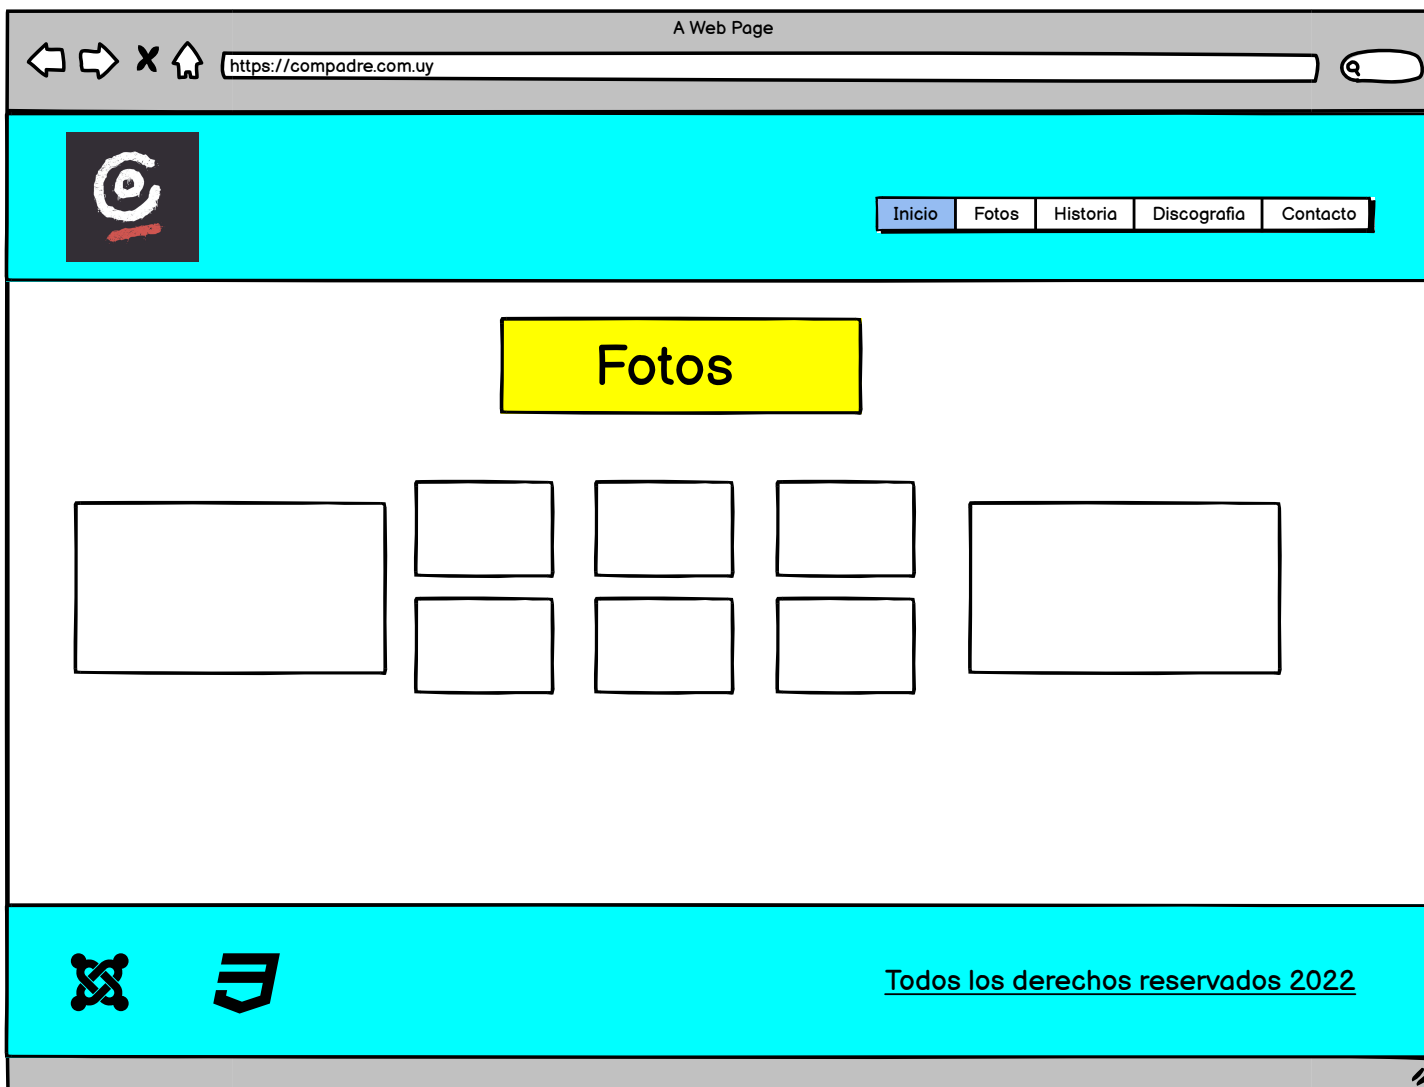 A Web Page
https://compadre.com.uy
Inicio Fotos Historia Discografia Contacto
Fotos
Todos los derechos reservados 2022